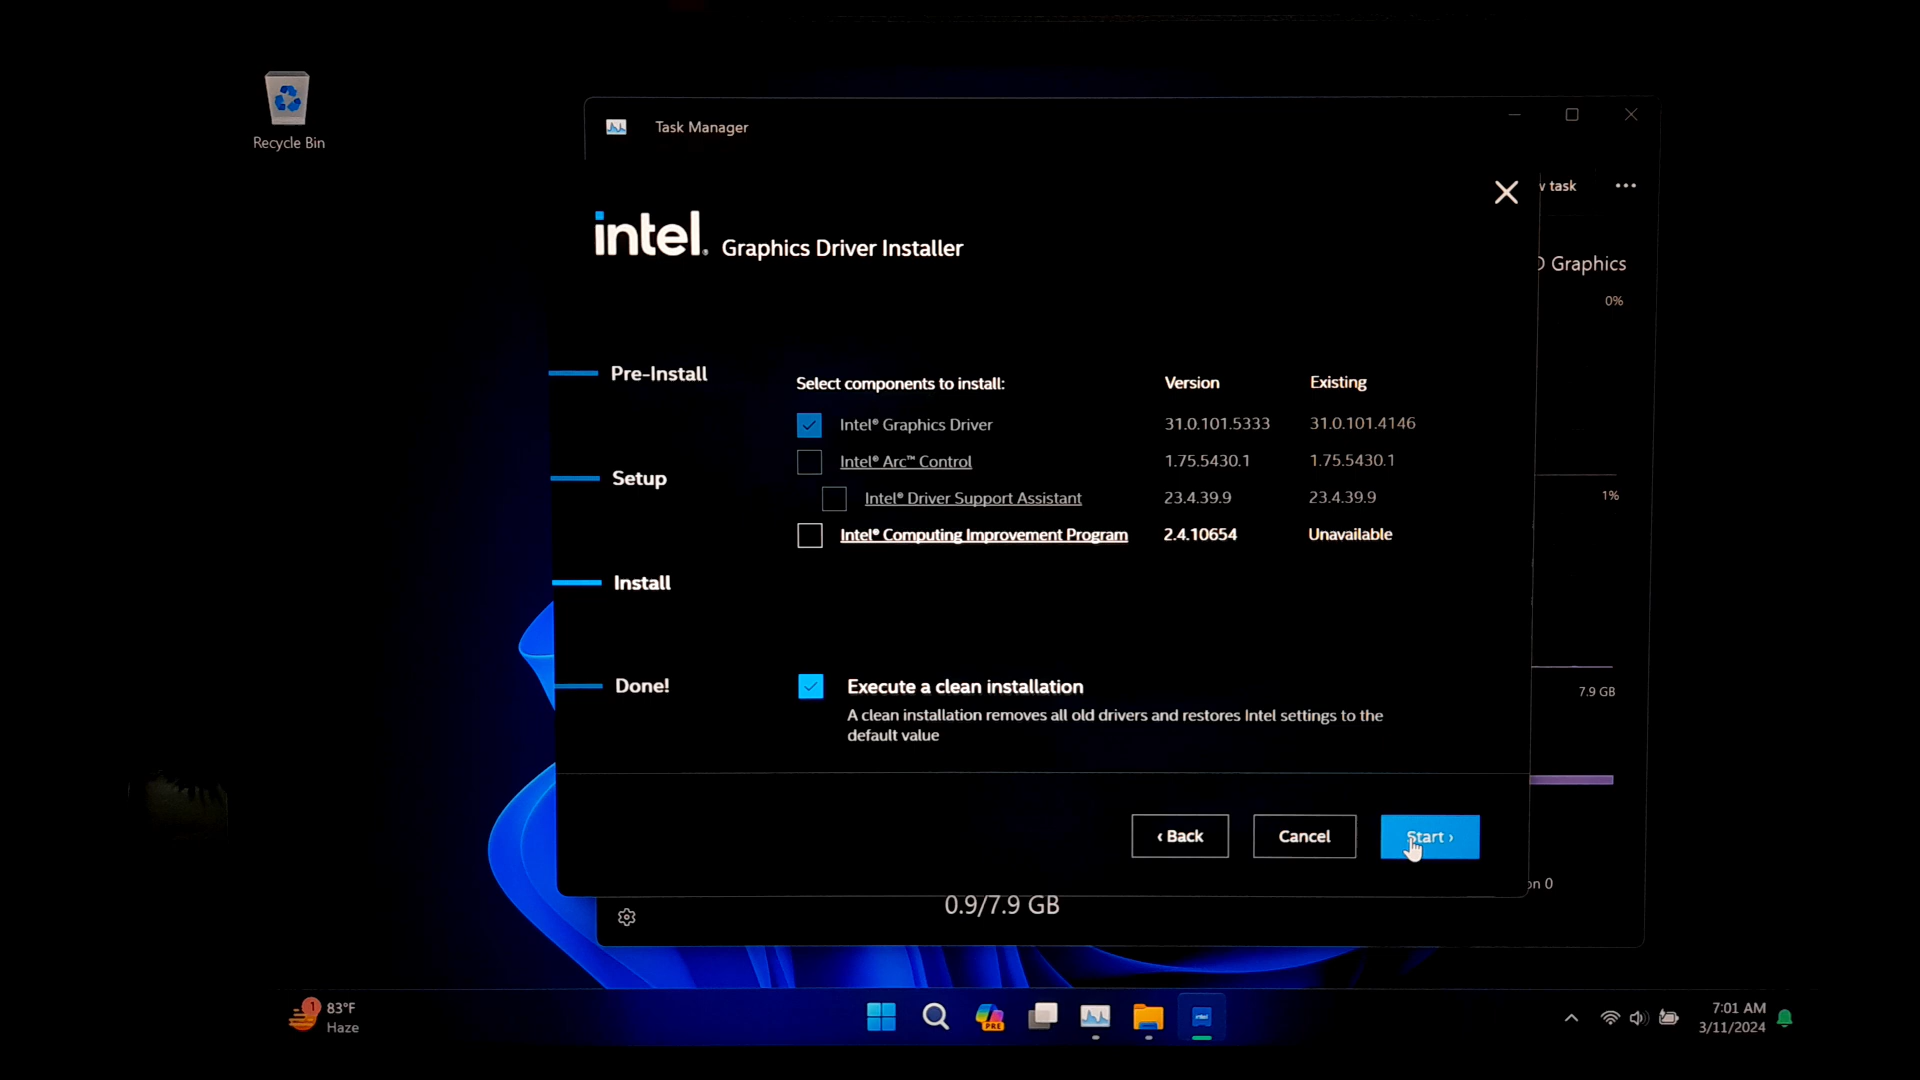 Recycle Bin
Task Manager
task
intel. Graphics Driver Installer
Graphics
0%
Pre-Install
Setup
Install
Done!
Select components to install: Version Existing
Intel® Graphics Driver 31.0.101.5333 31.0.101.4146
Intel® Arc™ Control 1.75.5430.1 1.75.5430.1
Intel® Driver Support Assistant 23.4.39.9 23.4.39.9
Intel® Computing Improvement Program 2.4.10654 Unavailable
1%
7.9 GB
Execute a clean installation
A clean installation removes all old drivers and restores Intel settings to the
default value
‹ Back
Cancel
Start ›
0
0.9/7.9 GB
1
83°F
Haze
PRE
intel
7:01 AM
3/11/2024